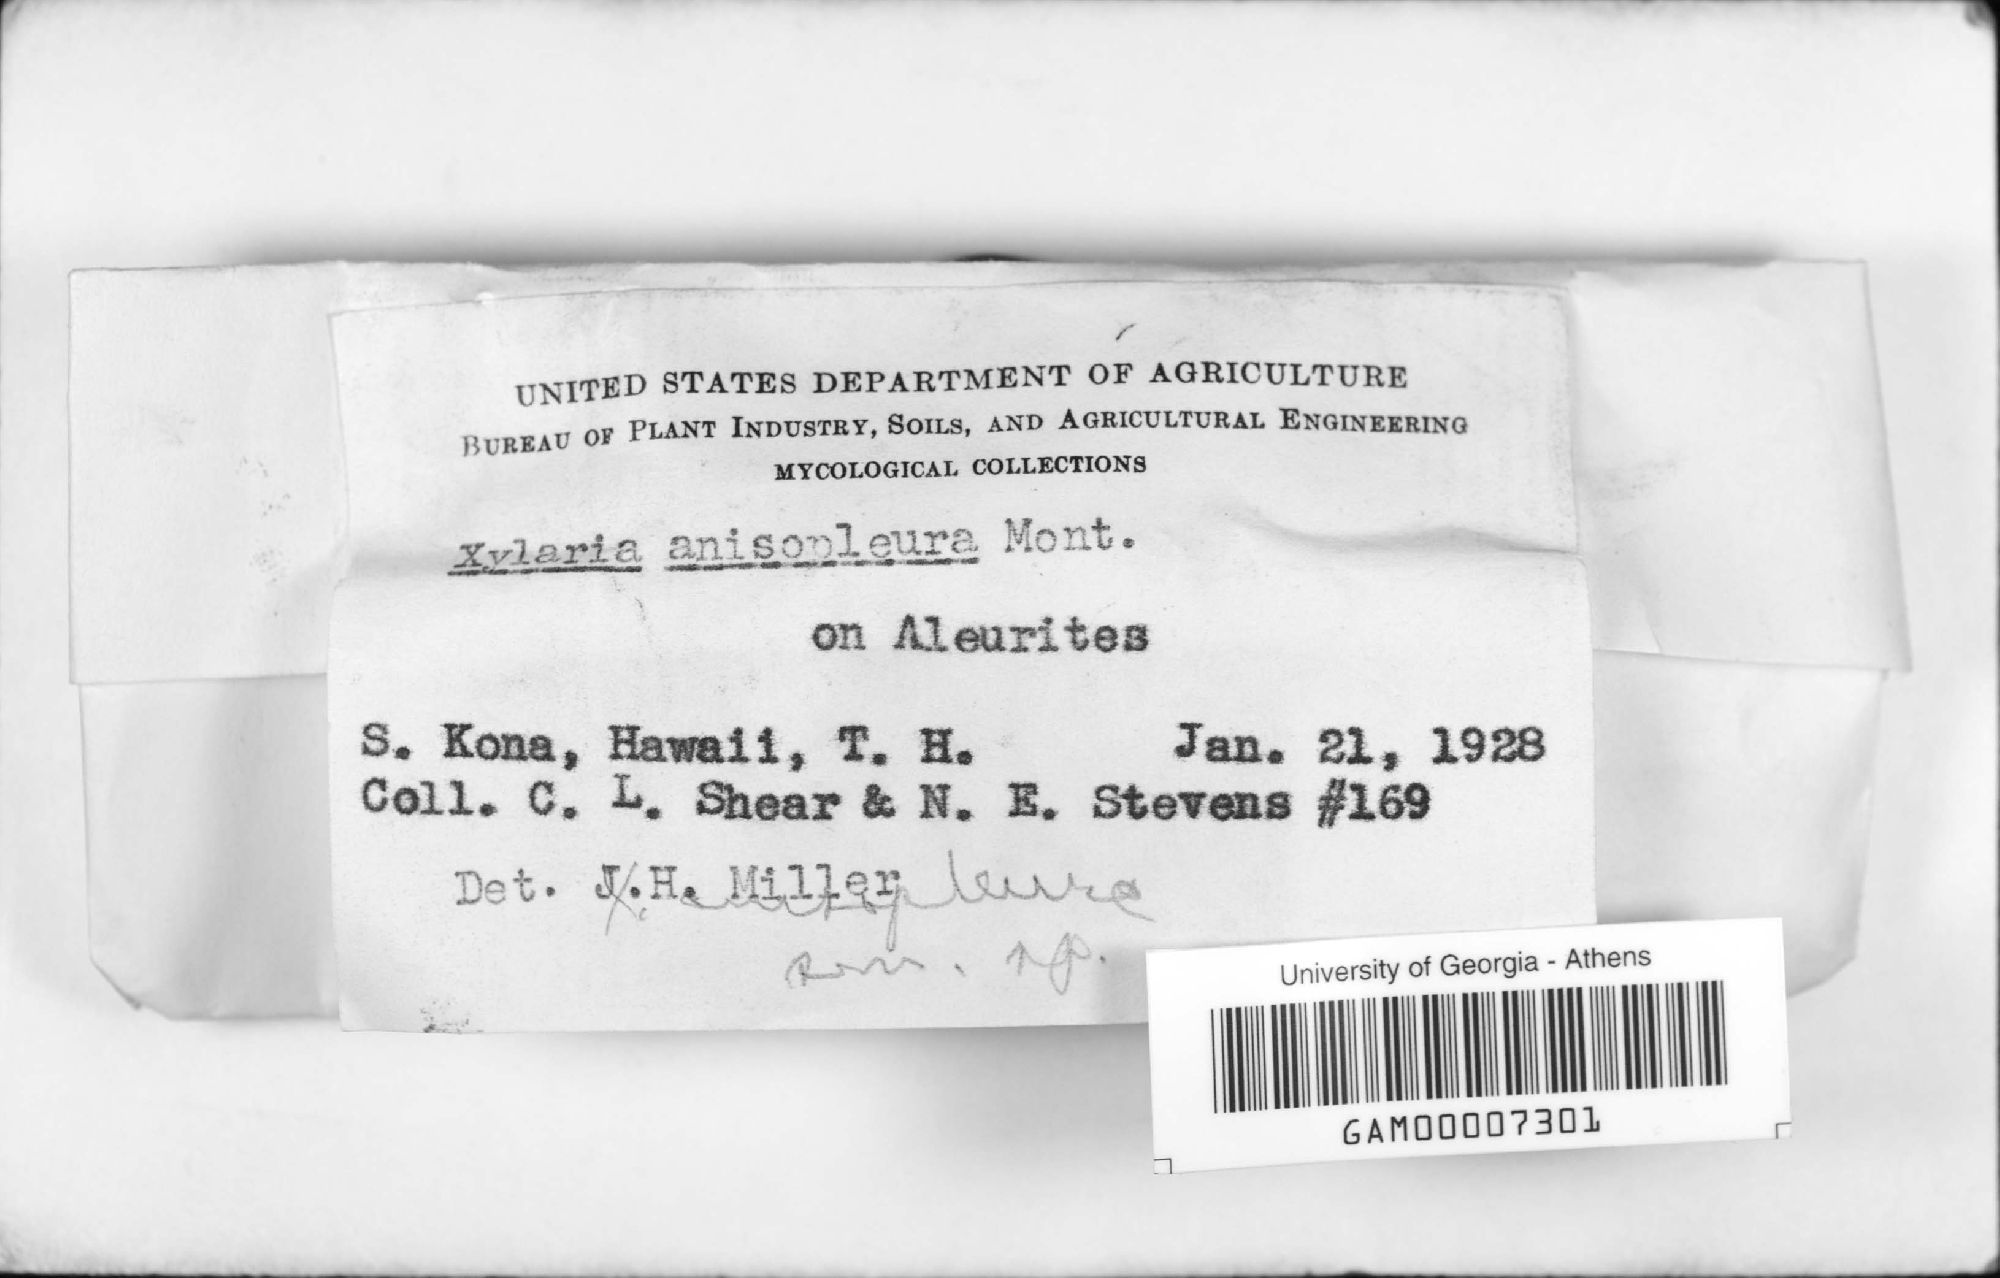 UNITED STATES DEPARTMENT OF AGRICULTURE
BUREAU OF PLANT INDUSTRY, SOILS, AND AGRICULTURAL ENGINEERING
MYCOLOGICAL COLLECTIONS
Xylaria anisopleura Mont.
on Aleurites
S. Kona, Hawaii, T. H. Jan. 21, 1928
Coll. C. L. Shear & N. E. Stevens #169
Det. J.H. Miller
sp.
University of Georgia - Athens
GAM00007301